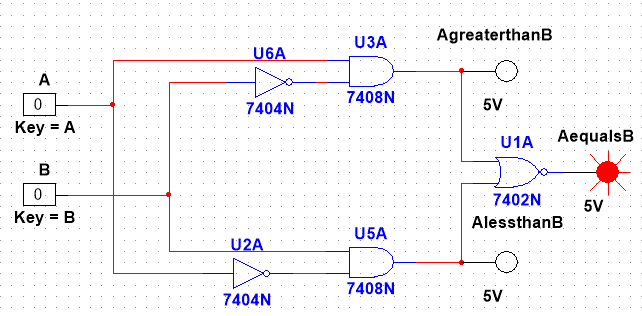 AgreaterthanB
U3A
U6A
A
0
Key = A
7404N
7408N
5V
U1A
AequalsB
B
0
Key = B
7402N
5V
AlessthanB
U5A
U2A
7404N
7408N
5V